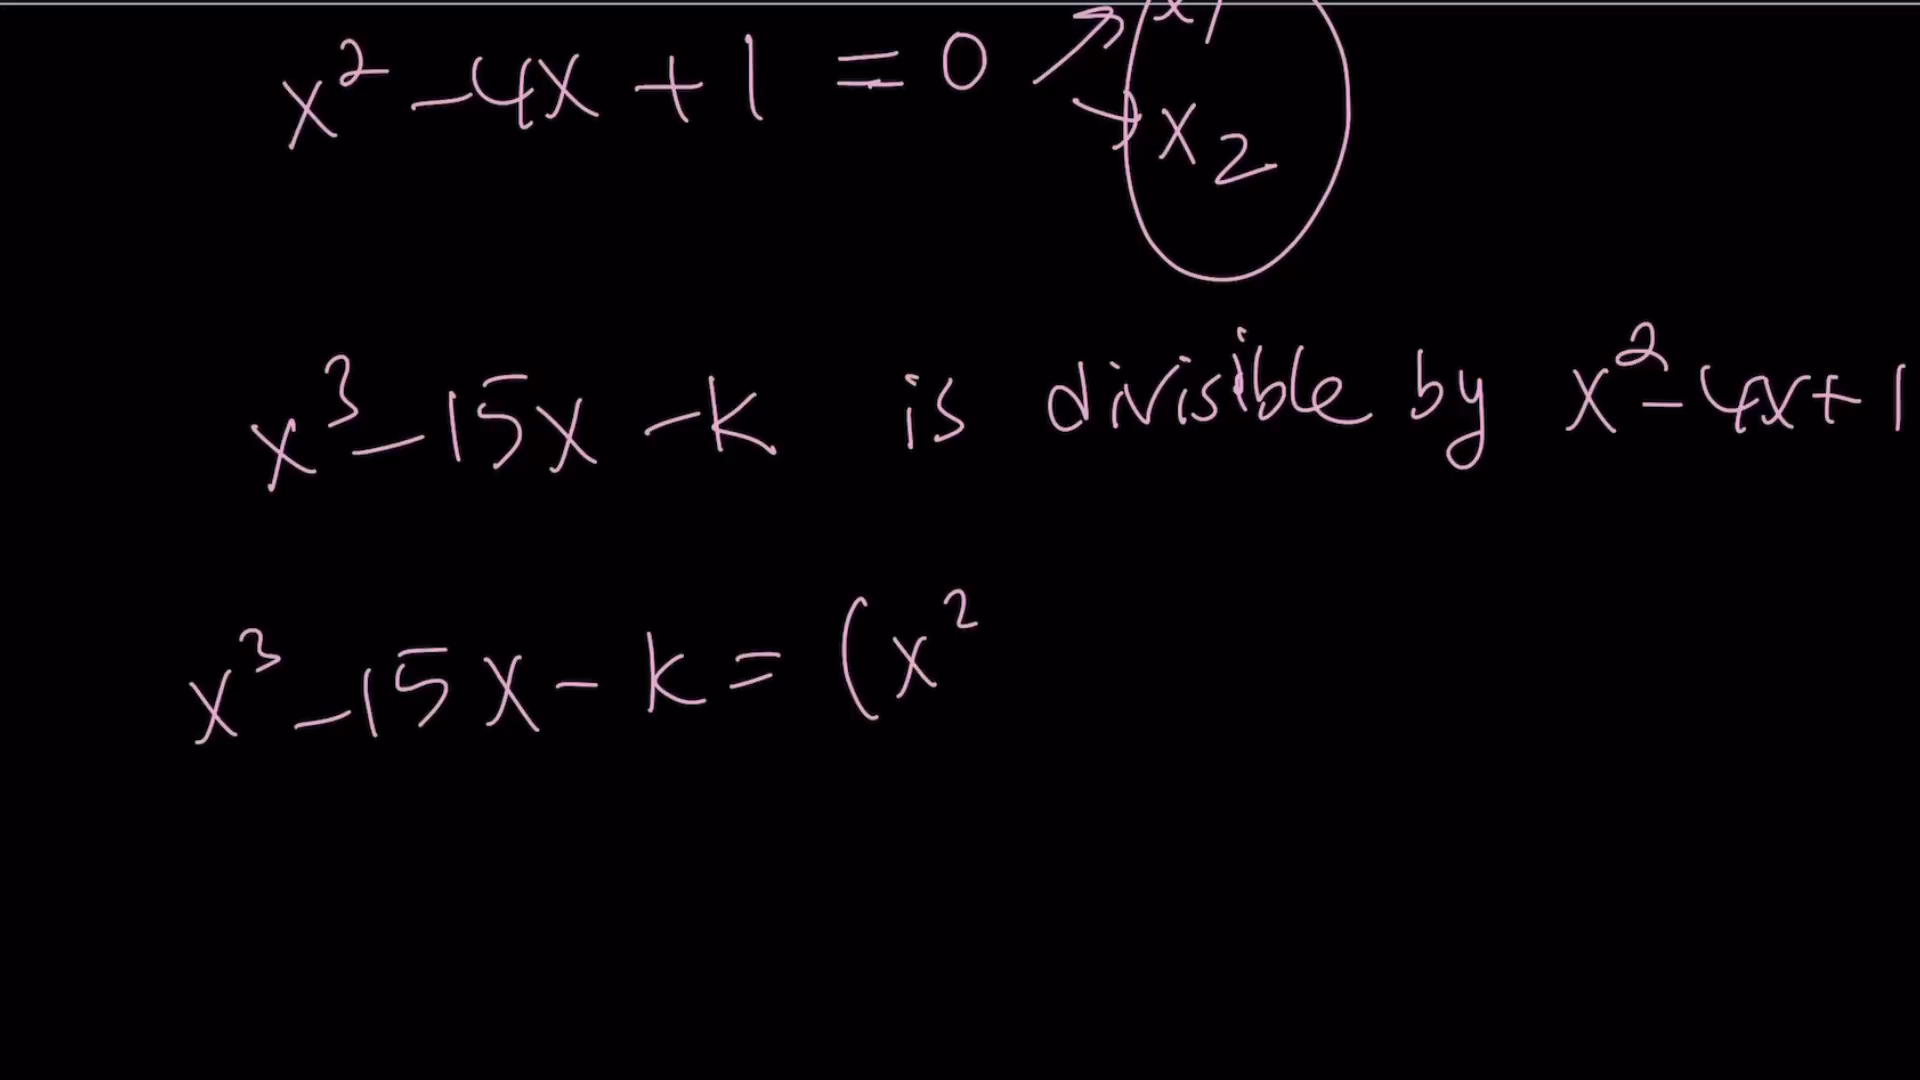 x² - 4x + 1 = 0 ↗ x₁
→ x₂
x³ - 15x - k is divisible by x² - 4x + 1
x³ - 15x - k = (x²